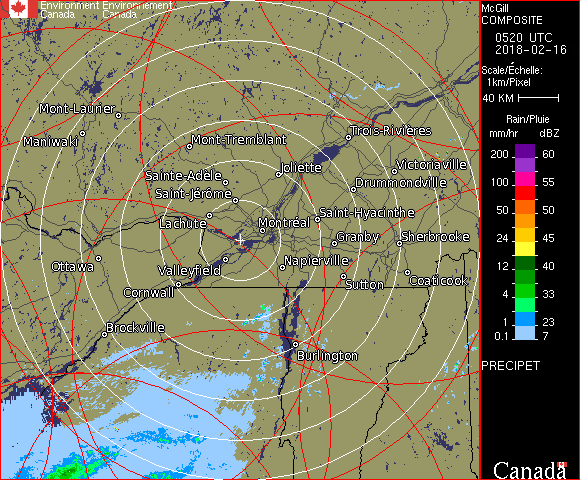 Environment Environnement
Canada Canada
McGill
COMPOSITE
0520 UTC
2018-02-16
Scale/Échelle:
1km/Pixel
40 KM
Rain/Pluie
mm/hr dBZ
200 60
155
100 55
50 50
24 45
12 40
4 33
1 23
0.1 7
PRECIPET
Canada
Mont-Laurier
Maniwaki
Mont-Tremblant
Trois-Rivières
Joliette
Victoriaville
Sainte-Adèle
Drummondville
Saint-Jérôme
Saint-Hyacinthe
Lachute
Montréal
Granby
Sherbrooke
Ottawa
Valleyfield
Napierville
Cornwall
Sutton
Coaticook
Brockville
Burlington